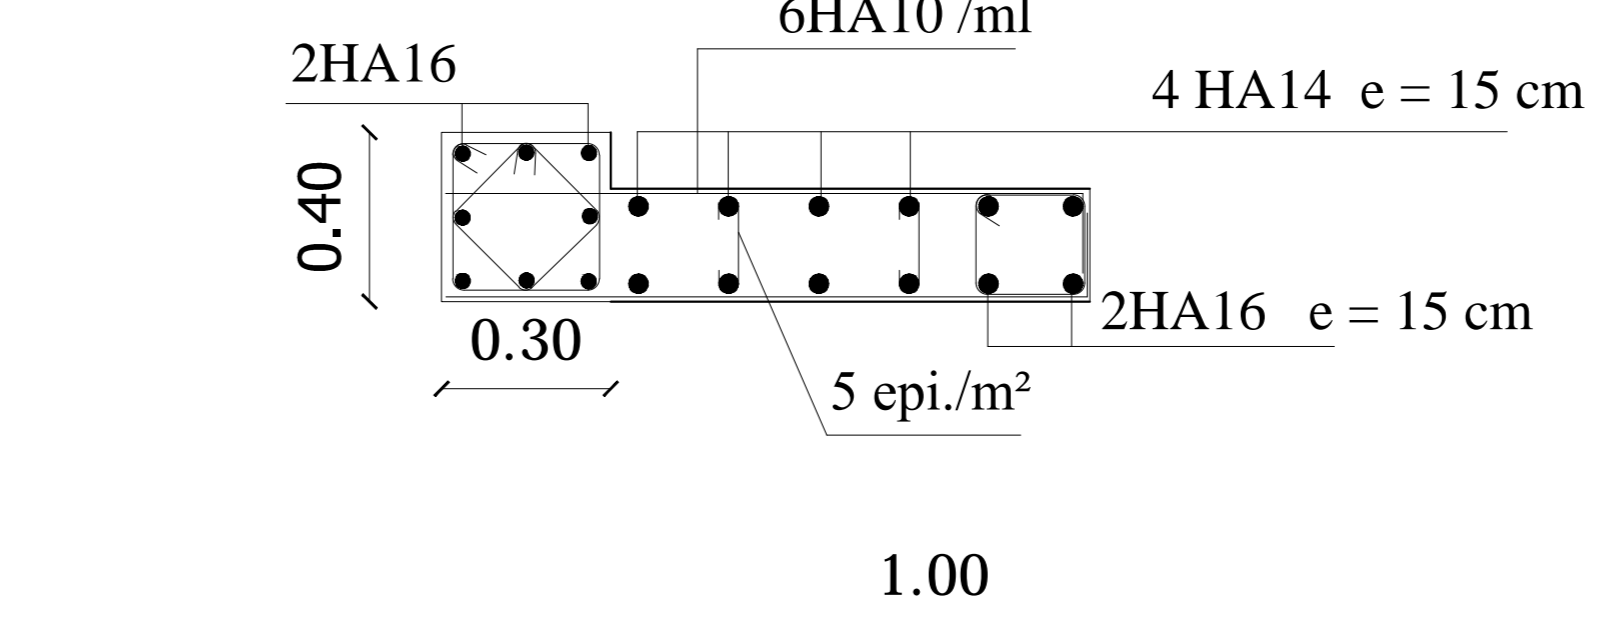 6HA10 /ml
2HA16
4 HA14 e = 15 cm
0.40
2HA16 e = 15 cm
0.30
5 epi./m²
1.00